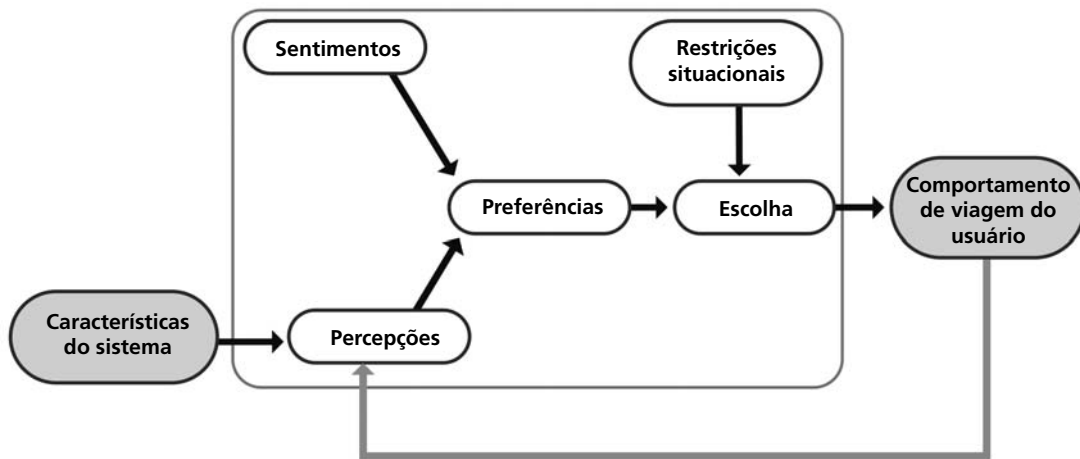 Sentimentos
Restrições
situacionais
Preferências
Escolha
Comportamento
de viagem do
usuário
Características
do sistema
Percepções